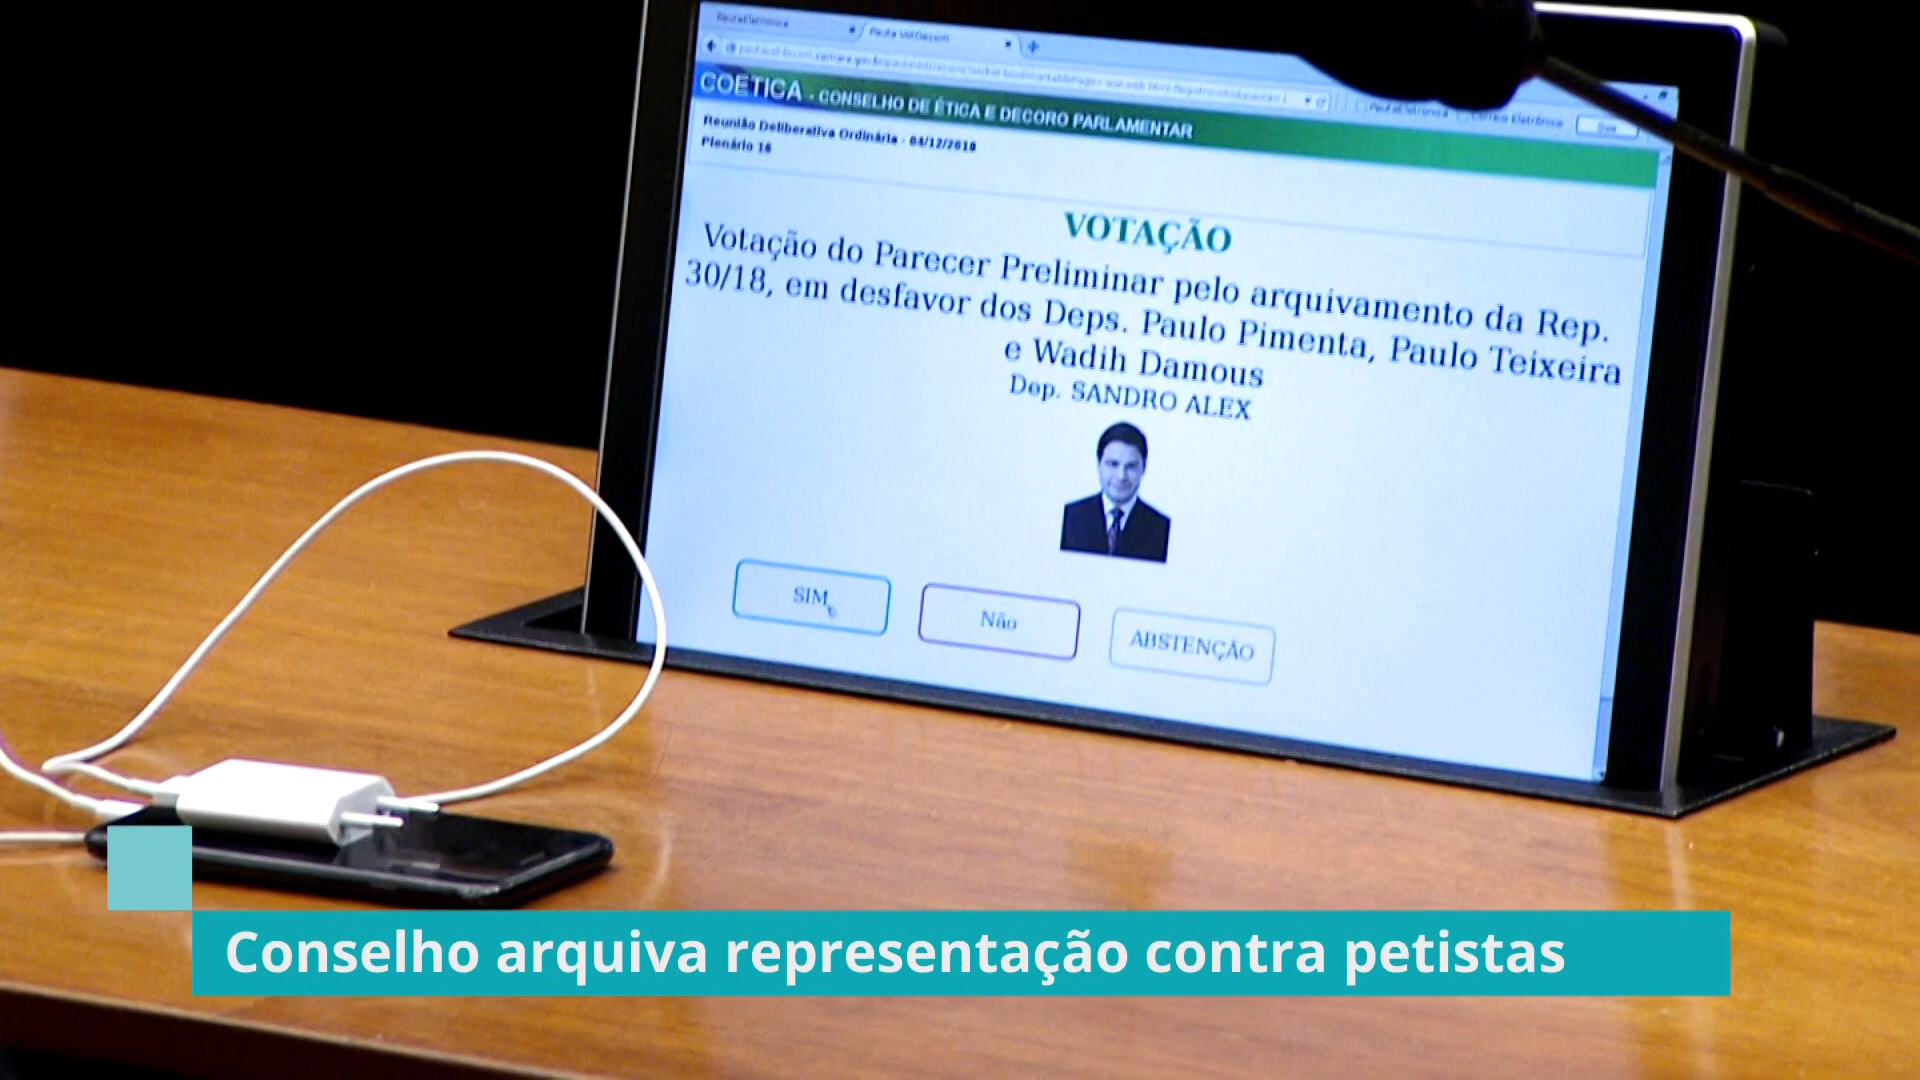 PautaEletronica
COETICA - CONSELHO DE ÉTICA E DECORO PARLAMENTAR
Reunião Deliberativa Ordinária - 04/12/2018
Plenário 16
VOTAÇÃO
Votação do Parecer Preliminar pelo arquivamento da Rep.
30/18, em desfavor dos Deps. Paulo Pimenta, Paulo Teixeira
e Wadih Damous
Dep. SANDRO ALEX
SIM
Não
ABSTENÇÃO
Conselho arquiva representação contra petistas